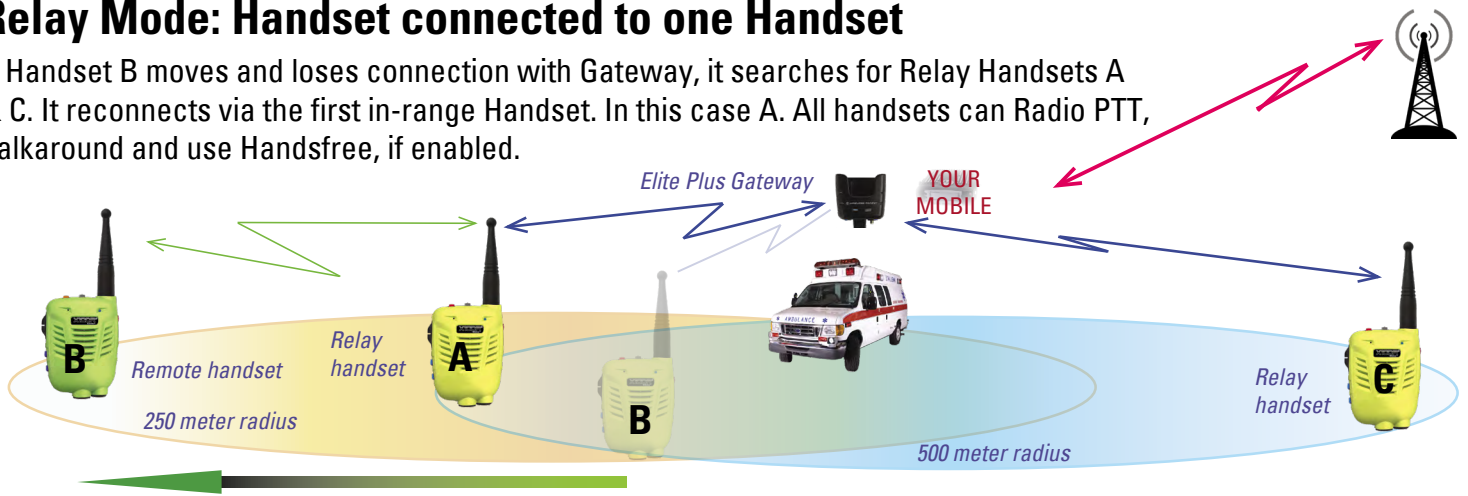 Relay Mode: Handset connected to one Handset
Handset B moves and loses connection with Gateway, it searches for Relay Handsets A
C. It reconnects via the first in-range Handset. In this case A. All handsets can Radio PTT,
alkaround and use Handsfree, if enabled.
Elite Plus Gateway
YOUR
MOBILE
AMBULANCE
B
Remote handset
250 meter radius
Relay
handset
A
B
Relay
handset
C
500 meter radius